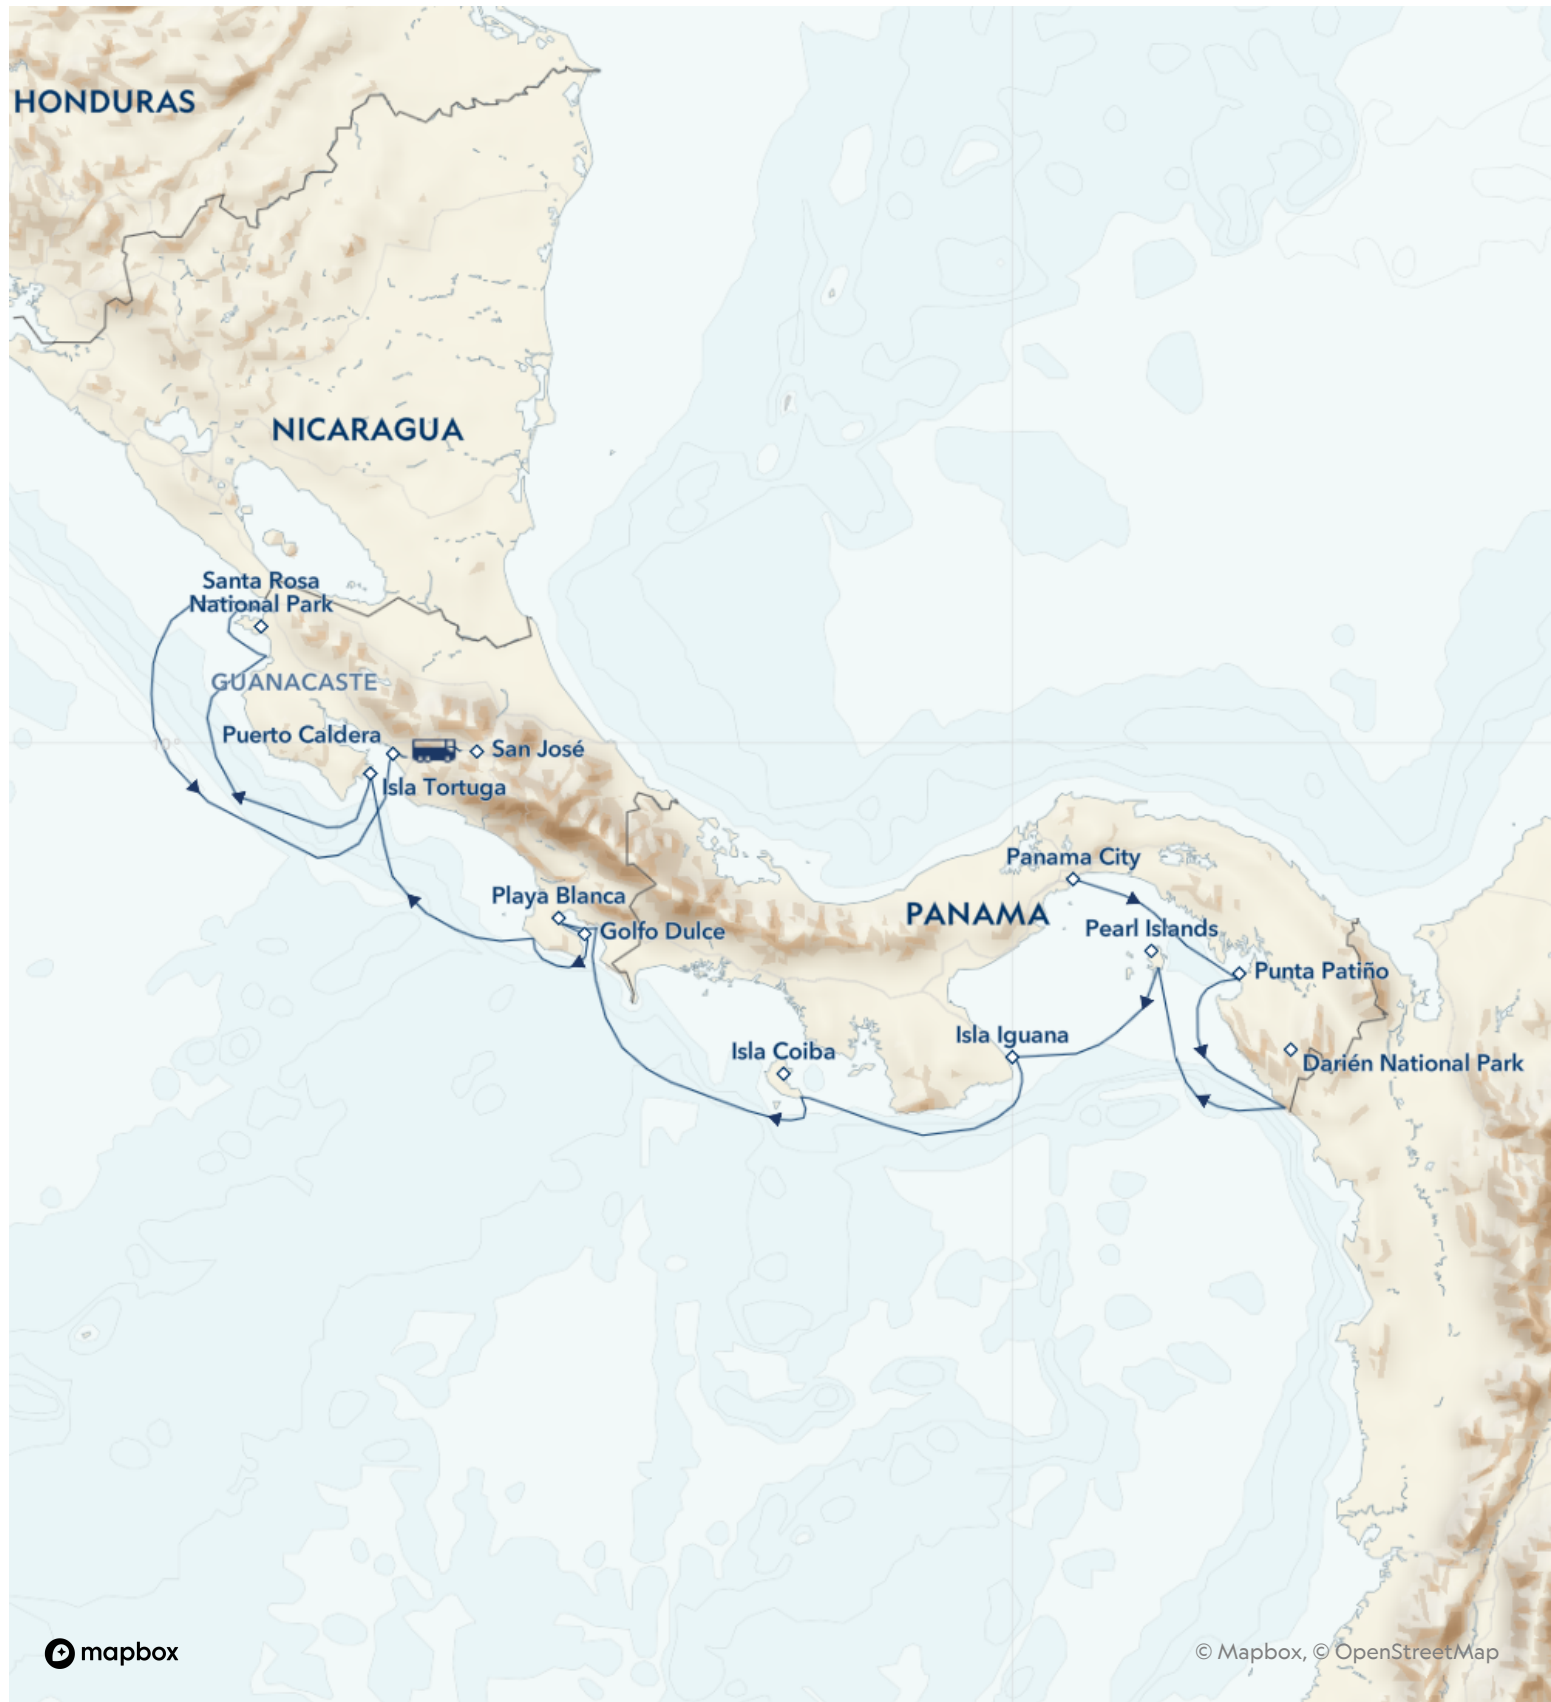 HONDURAS
NICARAGUA
Santa Rosa
National Park
GUANACASTE
10°
Puerto Caldera
San José
Isla Tortuga
Panama City
Playa Blanca
PANAMA
Golfo Dulce
Pearl Islands
Punta Patiño
Isla Iguana
Isla Coiba
Darién National Park
mapbox
© Mapbox, © OpenStreetMap